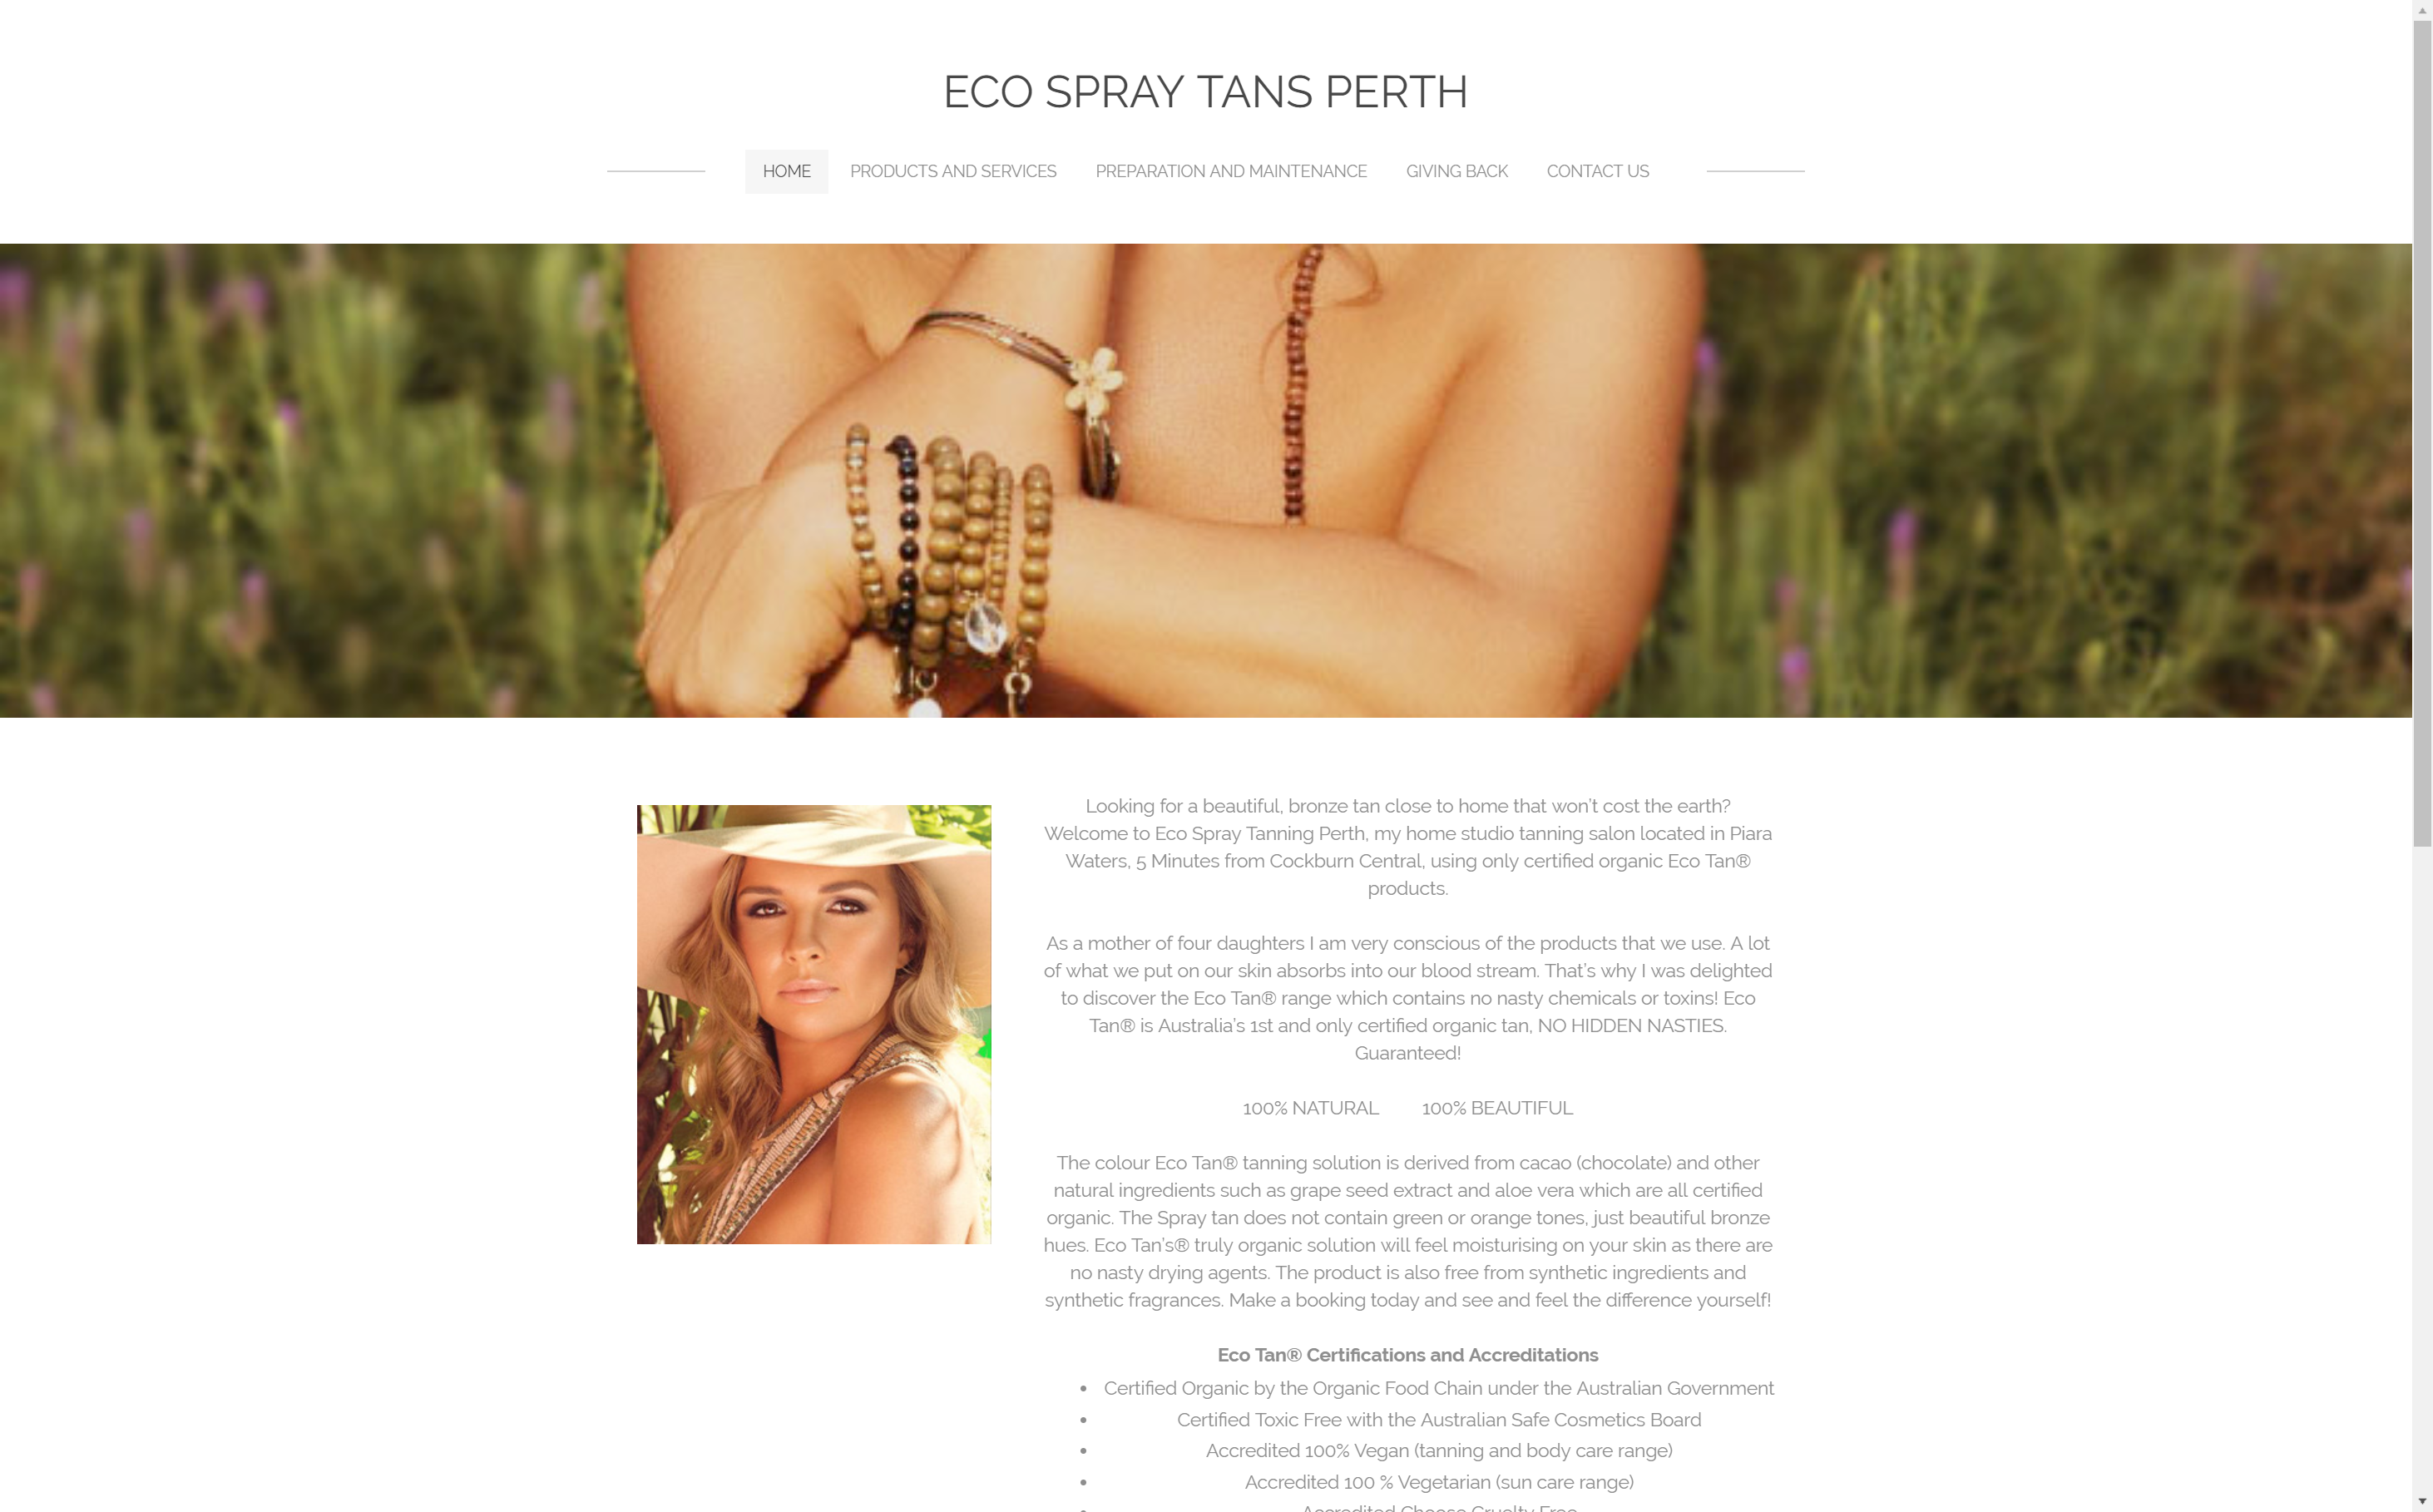 ECO SPRAY TANS PERTH
HOME
PRODUCTS AND SERVICES
PREPARATION AND MAINTENANCE
GIVING BACK
CONTACT US
Looking for a beautiful, bronze tan close to home that won't cost the earth?
Welcome to Eco Spray Tanning Perth, my home studio tanning salon located in Piara
Waters, 5 Minutes from Cockburn Central, using only certified organic Eco Tan®
products.
As a mother of four daughters I am very conscious of the products that we use. A lot
of what we put on our skin absorbs into our blood stream. That's why I was delighted
to discover the Eco Tan® range which contains no nasty chemicals or toxins! Eco
Tan® is Australia's 1st and only certified organic tan, NO HIDDEN NASTIES.
Guaranteed!
100% NATURAL 100% BEAUTIFUL
The colour Eco Tan® tanning solution is derived from cacao (chocolate) and other
natural ingredients such as grape seed extract and aloe vera which are all certified
organic. The Spray tan does not contain green or orange tones, just beautiful bronze
hues. Eco Tan's® truly organic solution will feel moisturising on your skin as there are
no nasty drying agents. The product is also free from synthetic ingredients and
synthetic fragrances. Make a booking today and see and feel the difference yourself!
Eco Tan® Certifications and Accreditations
• Certified Organic by the Organic Food Chain under the Australian Government
• Certified Toxic Free with the Australian Safe Cosmetics Board
• Accredited 100% Vegan (tanning and body care range)
• Accredited 100 % Vegetarian (sun care range)
• Accredited Choose Cruelty Free